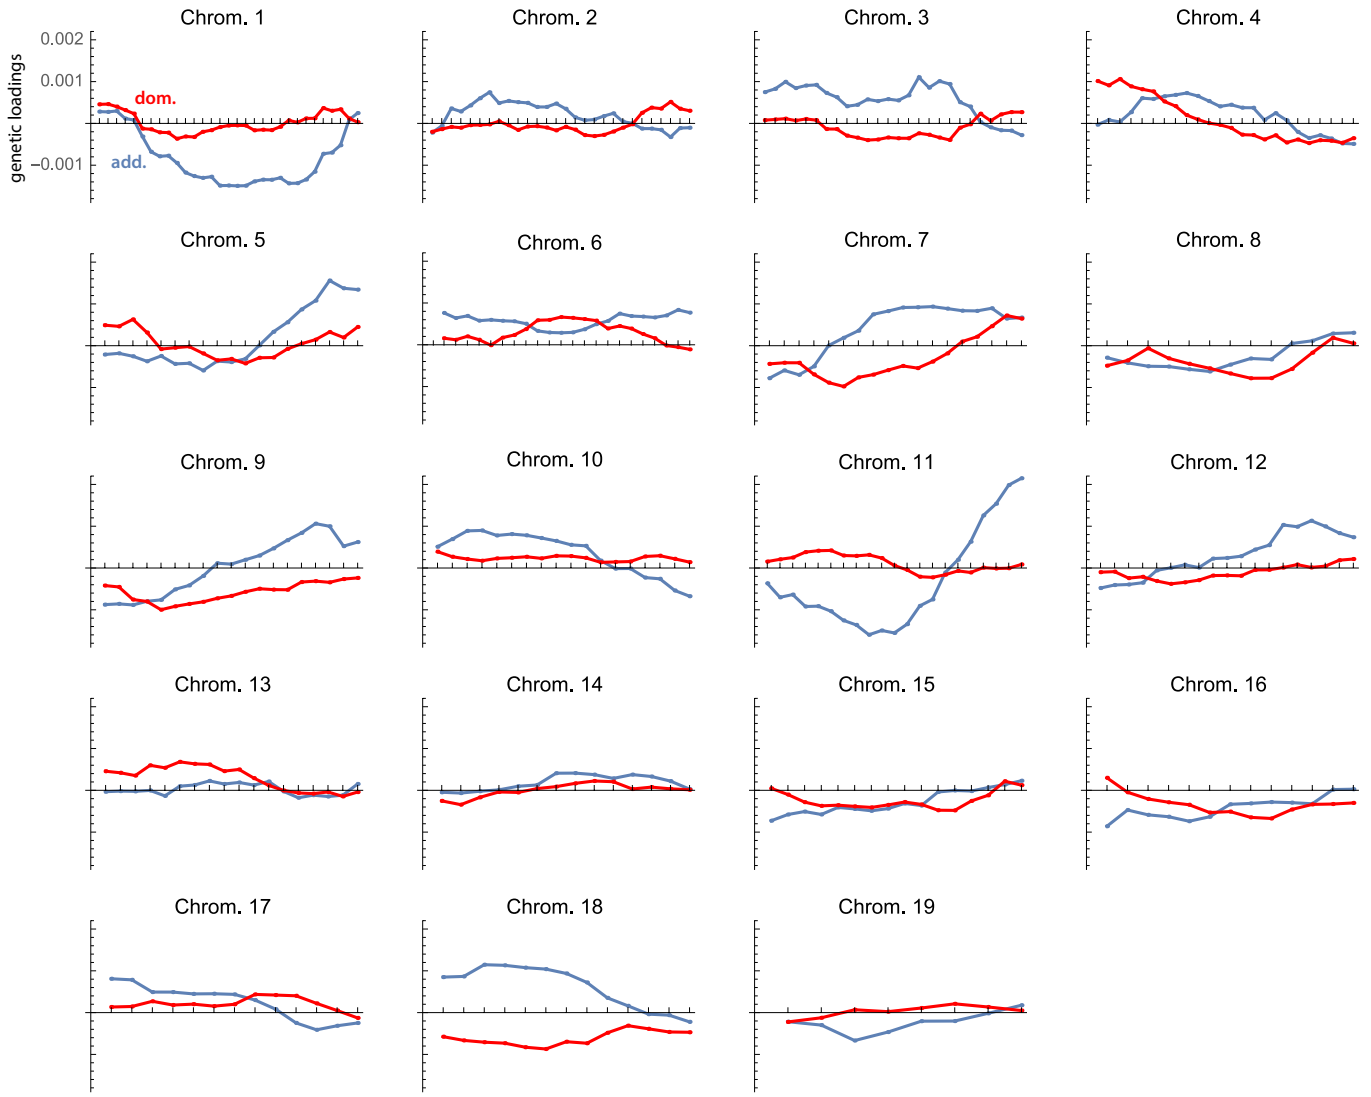 Chrom. 1
Chrom. 2
Chrom. 3
Chrom. 4
genetic loadings
0.002
0.001
−0.001
dom.
add.
Chrom. 5
Chrom. 6
Chrom. 7
Chrom. 8
Chrom. 9
Chrom. 10
Chrom. 11
Chrom. 12
Chrom. 13
Chrom. 14
Chrom. 15
Chrom. 16
Chrom. 17
Chrom. 18
Chrom. 19